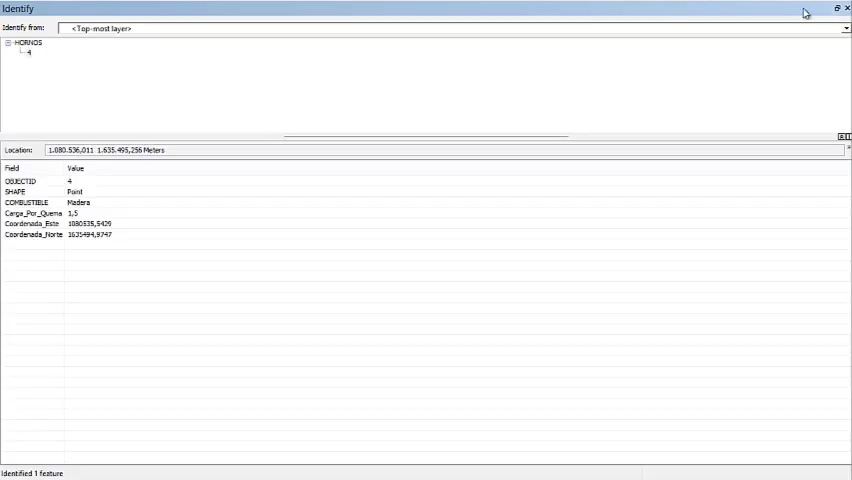 Identify
Identify from: <Top-most layer>
HORNOS
4
Location: 1.080.536,011 1.635.495,256 Meters
Field Value
OBJECTID 4
SHAPE Point
COMBUSTIBLE Madera
Carga_Por_Quema 1,5
Coordenada_Este 1080535,5429
Coordenada_Norte 1635494,9747
Identified 1 feature